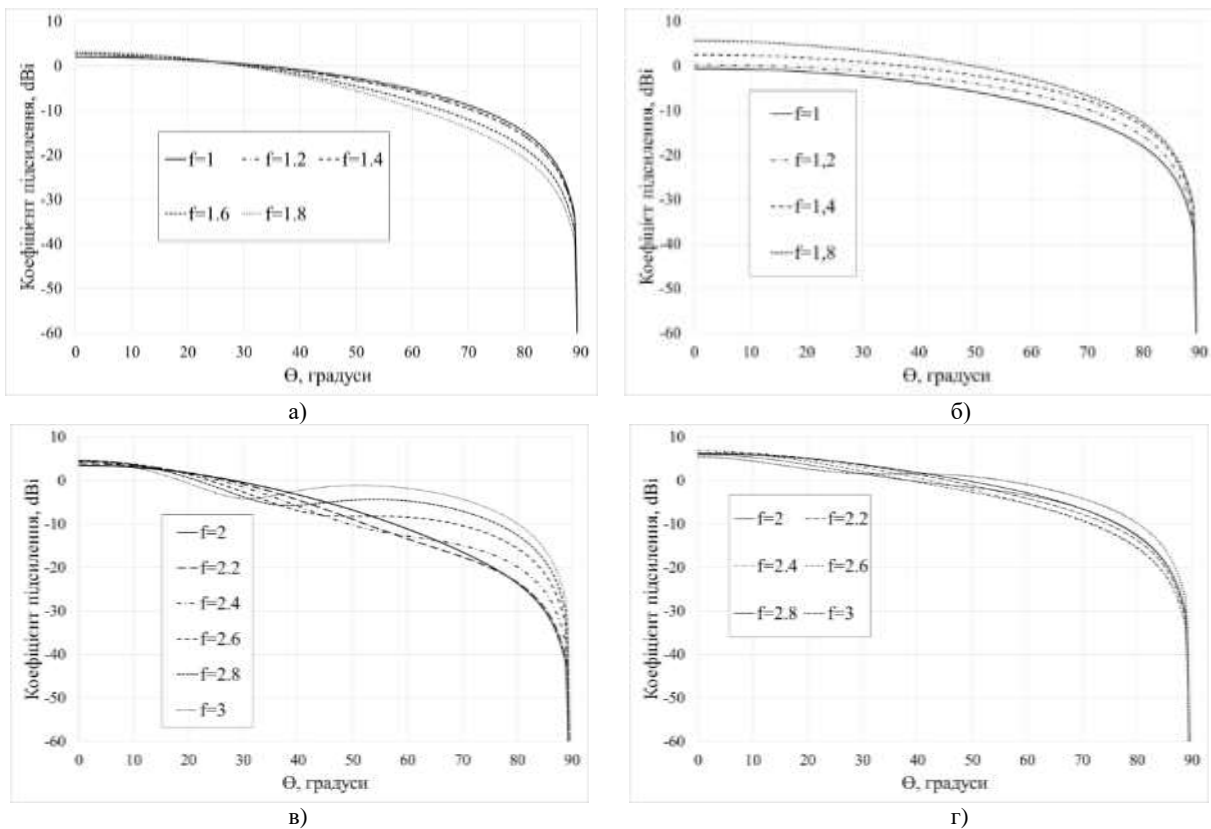 10
0
-10
-20
-30
-40
-50
-60
Коефіцієнт підсилення, dBi
f=1 f=1.2 f=1.4
f=1.6 f=1.8
0 10 20 30 40 50 60 70 80 90
Θ, градуси
а)
10
0
-10
-20
-30
-40
-50
-60
Коефіцієт підсилення, dBi
f=1
f=1,2
f=1,4
f=1,8
0 10 20 30 40 50 60 70 80 90
Θ, градуси
б)
10
0
-10
-20
-30
-40
-50
-60
Коефіцієнт підсилення, dBi
f=2
f=2.2
f=2.4
f=2.6
f=2.8
f=3
0 10 20 30 40 50 60 70 80 90
Θ, градуси
в)
10
0
-10
-20
-30
-40
-50
-60
Коефіцієнт підсилення, dBi
f=2 f=2.2
f=2.4 f=2.6
f=2.8 f=3
0 10 20 30 40 50 60 70 80 90
Θ, градуси
г)